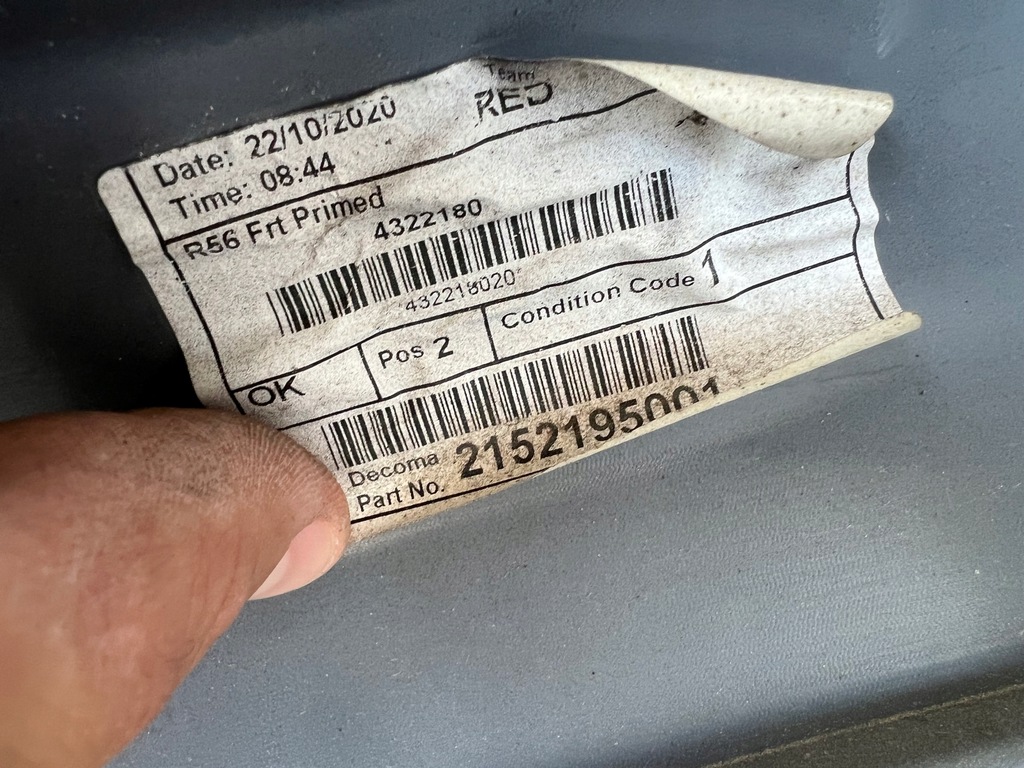 Date: 22/10/2020
Team
RED
Time: 08:44
R56 Frt Primed
4322180
432218020
OK
Pos 2
Condition Code 1
Decoma
Part No.
2152195001